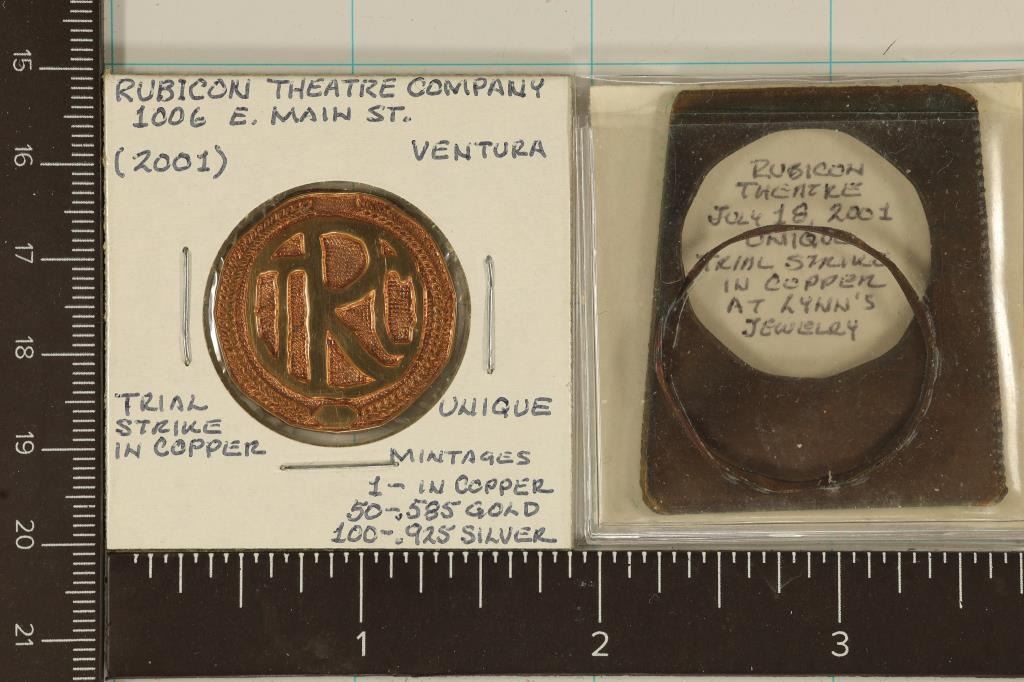 RUBICON THEATRE COMPANY
1006 E. MAIN ST.
(2001) VENTURA
TRC
TRIAL
STRIKE
IN COPPER
UNIQUE
MINTAGES
1 - IN COPPER
50-.585 GOLD
100-.925 SILVER
RUBICON
THEATRE
JULY 18, 2001
UNIQUE
TRIAL STRIKE
IN COPPER
AT LYNN'S
JEWELRY
15
16
17
18
19
20
21
1 2 3